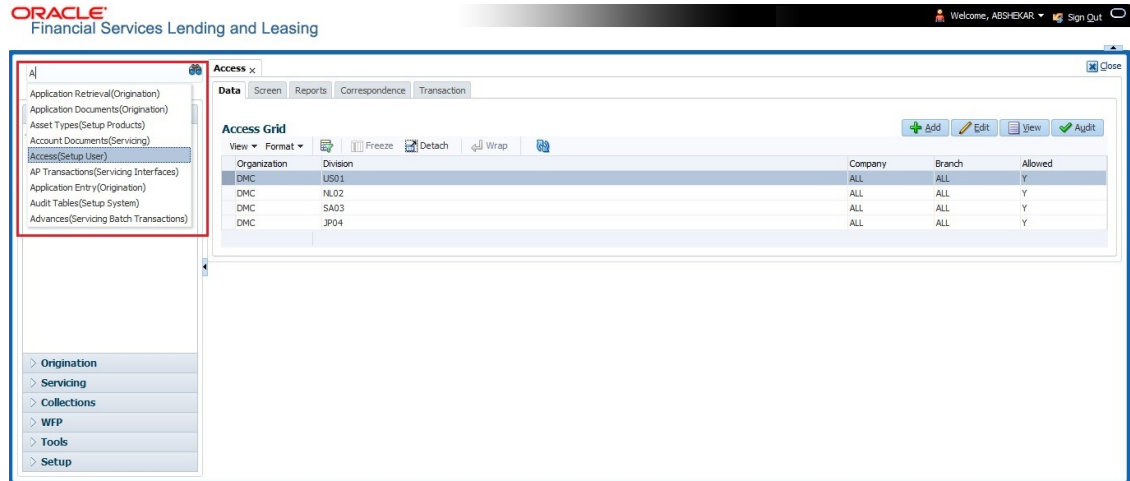 ORACLE®
Financial Services Lending and Leasing
Welcome, ABSHEKAR Sign Out
A
Application Retrieval(Origination)
Application Documents(Origination)
Asset Types(Setup Products)
Account Documents(Servicing)
Access(Setup User)
AP Transactions(Servicing Interfaces)
Application Entry(Origination)
Audit Tables(Setup System)
Advances(Servicing Batch Transactions)
Origination
Servicing
Collections
WFP
Tools
Setup
Access x
Close
Data Screen Reports Correspondence Transaction
Access Grid
Add Edit View Audit
View Format Freeze Detach Wrap
Organization Division Company Branch Allowed
DMC US01 ALL ALL Y
DMC NL02 ALL ALL Y
DMC SA03 ALL ALL Y
DMC JP04 ALL ALL Y